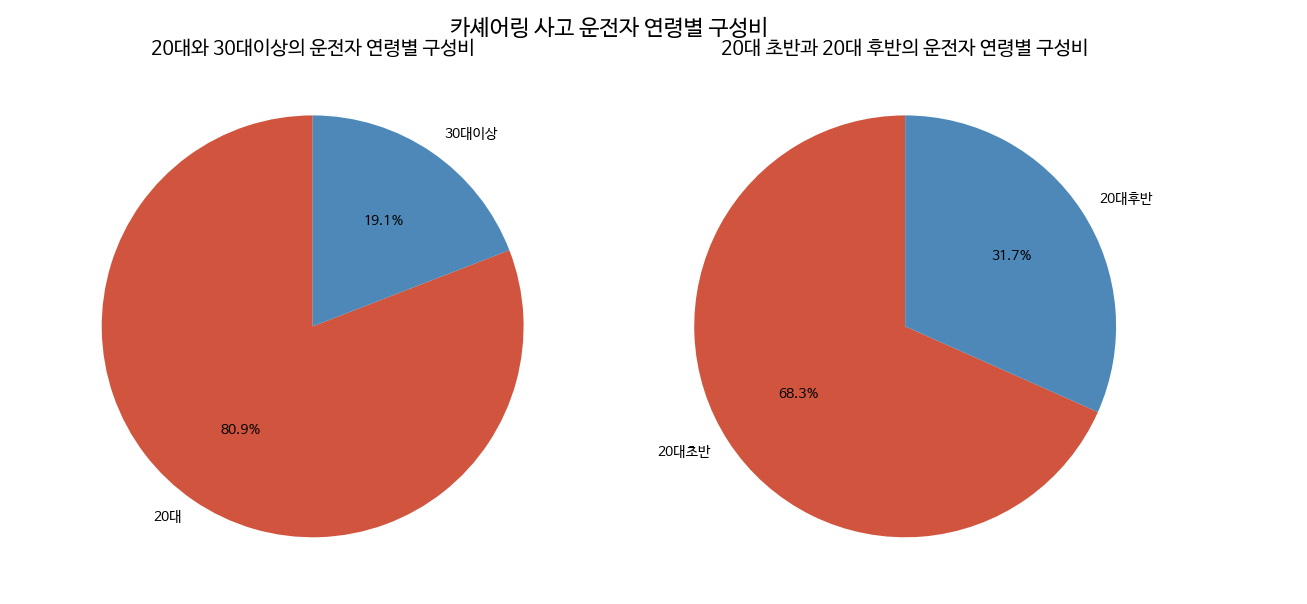 카셰어링 사고 운전자 연령별 구성비
20대와 30대이상의 운전자 연령별 구성비
30대이상
19.1%
80.9%
20대
20대 초반과 20대 후반의 운전자 연령별 구성비
20대후반
31.7%
68.3%
20대초반